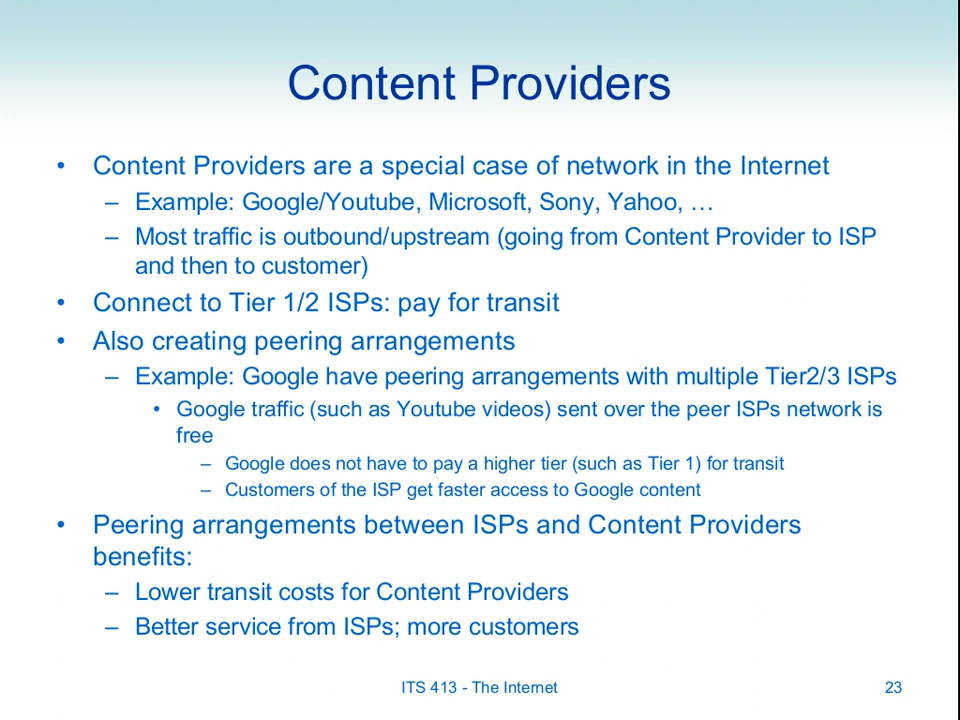 Content Providers
• Content Providers are a special case of network in the Internet
– Example: Google/Youtube, Microsoft, Sony, Yahoo, …
– Most traffic is outbound/upstream (going from Content Provider to ISP
and then to customer)
• Connect to Tier 1/2 ISPs: pay for transit
• Also creating peering arrangements
– Example: Google have peering arrangements with multiple Tier2/3 ISPs
• Google traffic (such as Youtube videos) sent over the peer ISPs network is
free
– Google does not have to pay a higher tier (such as Tier 1) for transit
– Customers of the ISP get faster access to Google content
• Peering arrangements between ISPs and Content Providers
benefits:
– Lower transit costs for Content Providers
– Better service from ISPs; more customers
ITS 413 - The Internet
23